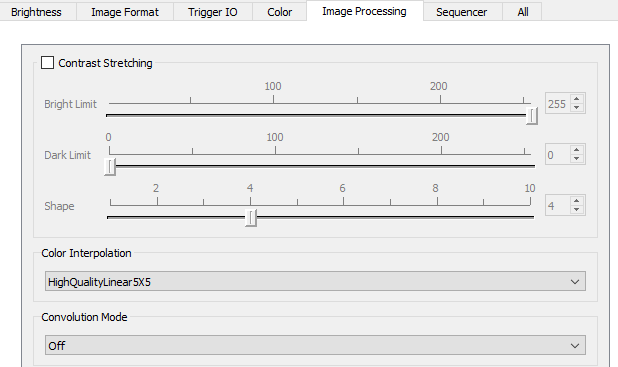 Brightness Image Format Trigger IO Color Image Processing Sequencer All
Contrast Stretching
100 200
Bright Limit 255
0 100 200
Dark Limit 0
2 4 6 8 10
Shape 4
Color Interpolation
HighQualityLinear5X5
Convolution Mode
Off